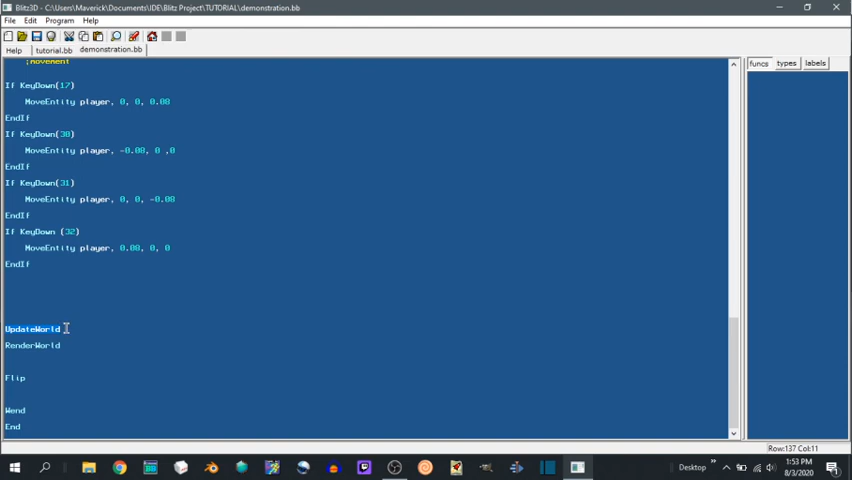 Blitz3D - C:\Users\Maverick\Documents\IDE\Blitz Project\TUTORIAL\demonstration.bb
File Edit Program Help
Help tutorial.bb demonstration.bb
funcs types labels
;movement
If KeyDown(17)
MoveEntity player, 0, 0, 0.08
EndIf
If KeyDown(30)
MoveEntity player, -0.08, 0 ,0
EndIf
If KeyDown(31)
MoveEntity player, 0, 0, -0.08
EndIf
If KeyDown (32)
MoveEntity player, 0.08, 0, 0
EndIf
UpdateWorld
RenderWorld
Flip
Wend
End
Row:137 Col:11
Desktop
1:53 PM
8/3/2020